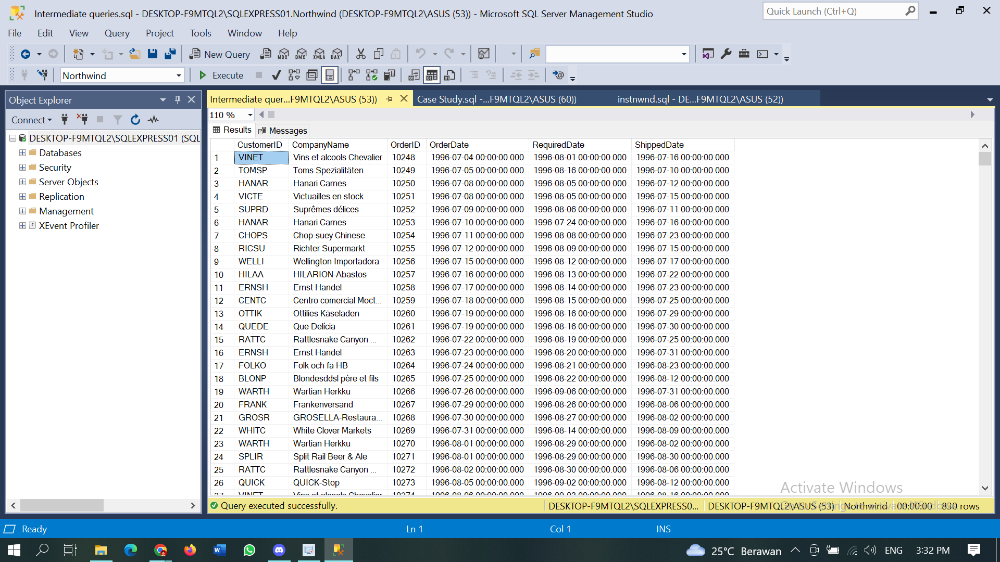 Intermediate queries.sql - DESKTOP-F9MTQL2\SQLEXPRESS01.Northwind (DESKTOP-F9MTQL2\ASUS (53)) - Microsoft SQL Server Management Studio
Quick Launch (Ctrl+Q)
File Edit View Query Project Tools Window Help
New Query MDX DMX XMLA DAX
Northwind Execute
Object Explorer
Intermediate quer...F9MTQL2\ASUS (53)) Case Study.sql -...F9MTQL2\ASUS (60)) instnwnd.sql - DE...F9MTQL2\ASUS (52))
Connect
110 %
Results Messages
DESKTOP-F9MTQL2\SQLEXPRESS01 (SQL
Databases
Security
Server Objects
Replication
Management
XEvent Profiler
CustomerID CompanyName OrderID OrderDate RequiredDate ShippedDate
1 VINET Vins et alcools Chevalier 10248 1996-07-04 00:00:00.000 1996-08-01 00:00:00.000 1996-07-16 00:00:00.000
2 TOMSP Toms Spezialitäten 10249 1996-07-05 00:00:00.000 1996-08-16 00:00:00.000 1996-07-10 00:00:00.000
3 HANAR Hanari Carnes 10250 1996-07-08 00:00:00.000 1996-08-05 00:00:00.000 1996-07-12 00:00:00.000
4 VICTE Victuailles en stock 10251 1996-07-08 00:00:00.000 1996-08-05 00:00:00.000 1996-07-15 00:00:00.000
5 SUPRD Suprêmes délices 10252 1996-07-09 00:00:00.000 1996-08-06 00:00:00.000 1996-07-11 00:00:00.000
6 HANAR Hanari Carnes 10253 1996-07-10 00:00:00.000 1996-07-24 00:00:00.000 1996-07-16 00:00:00.000
7 CHOPS Chop-suey Chinese 10254 1996-07-11 00:00:00.000 1996-08-08 00:00:00.000 1996-07-23 00:00:00.000
8 RICSU Richter Supermarkt 10255 1996-07-12 00:00:00.000 1996-08-09 00:00:00.000 1996-07-15 00:00:00.000
9 WELLI Wellington Importadora 10256 1996-07-15 00:00:00.000 1996-08-12 00:00:00.000 1996-07-17 00:00:00.000
10 HILAA HILARION-Abastos 10257 1996-07-16 00:00:00.000 1996-08-13 00:00:00.000 1996-07-22 00:00:00.000
11 ERNSH Ernst Handel 10258 1996-07-17 00:00:00.000 1996-08-14 00:00:00.000 1996-07-23 00:00:00.000
12 CENTC Centro comercial Moct... 10259 1996-07-18 00:00:00.000 1996-08-15 00:00:00.000 1996-07-25 00:00:00.000
13 OTTIK Ottilies Käseladen 10260 1996-07-19 00:00:00.000 1996-08-16 00:00:00.000 1996-07-29 00:00:00.000
14 QUEDE Que Delícia 10261 1996-07-19 00:00:00.000 1996-08-16 00:00:00.000 1996-07-30 00:00:00.000
15 RATTC Rattlesnake Canyon ... 10262 1996-07-22 00:00:00.000 1996-08-19 00:00:00.000 1996-07-25 00:00:00.000
16 ERNSH Ernst Handel 10263 1996-07-23 00:00:00.000 1996-08-20 00:00:00.000 1996-07-31 00:00:00.000
17 FOLKO Folk och fä HB 10264 1996-07-24 00:00:00.000 1996-08-21 00:00:00.000 1996-08-23 00:00:00.000
18 BLONP Blondesddsl père et fils 10265 1996-07-25 00:00:00.000 1996-08-22 00:00:00.000 1996-08-12 00:00:00.000
19 WARTH Wartian Herkku 10266 1996-07-26 00:00:00.000 1996-09-06 00:00:00.000 1996-07-31 00:00:00.000
20 FRANK Frankenversand 10267 1996-07-29 00:00:00.000 1996-08-26 00:00:00.000 1996-08-06 00:00:00.000
21 GROSR GROSELLA-Restaura... 10268 1996-07-30 00:00:00.000 1996-08-27 00:00:00.000 1996-08-02 00:00:00.000
22 WHITC White Clover Markets 10269 1996-07-31 00:00:00.000 1996-08-14 00:00:00.000 1996-08-09 00:00:00.000
23 WARTH Wartian Herkku 10270 1996-08-01 00:00:00.000 1996-08-29 00:00:00.000 1996-08-02 00:00:00.000
24 SPLIR Split Rail Beer & Ale 10271 1996-08-01 00:00:00.000 1996-08-29 00:00:00.000 1996-08-30 00:00:00.000
25 RATTC Rattlesnake Canyon ... 10272 1996-08-02 00:00:00.000 1996-08-30 00:00:00.000 1996-08-06 00:00:00.000
26 QUICK QUICK-Stop 10273 1996-08-05 00:00:00.000 1996-09-02 00:00:00.000 1996-08-12 00:00:00.000
Activate Windows
Go to Settings to activate Windows.
Query executed successfully. DESKTOP-F9MTQL2\SQLEXPRESS0... DESKTOP-F9MTQL2\ASUS (53) Northwind 00:00:00 830 rows
Ready Ln 1 Col 1 INS
25°C Berawan ENG 3:32 PM